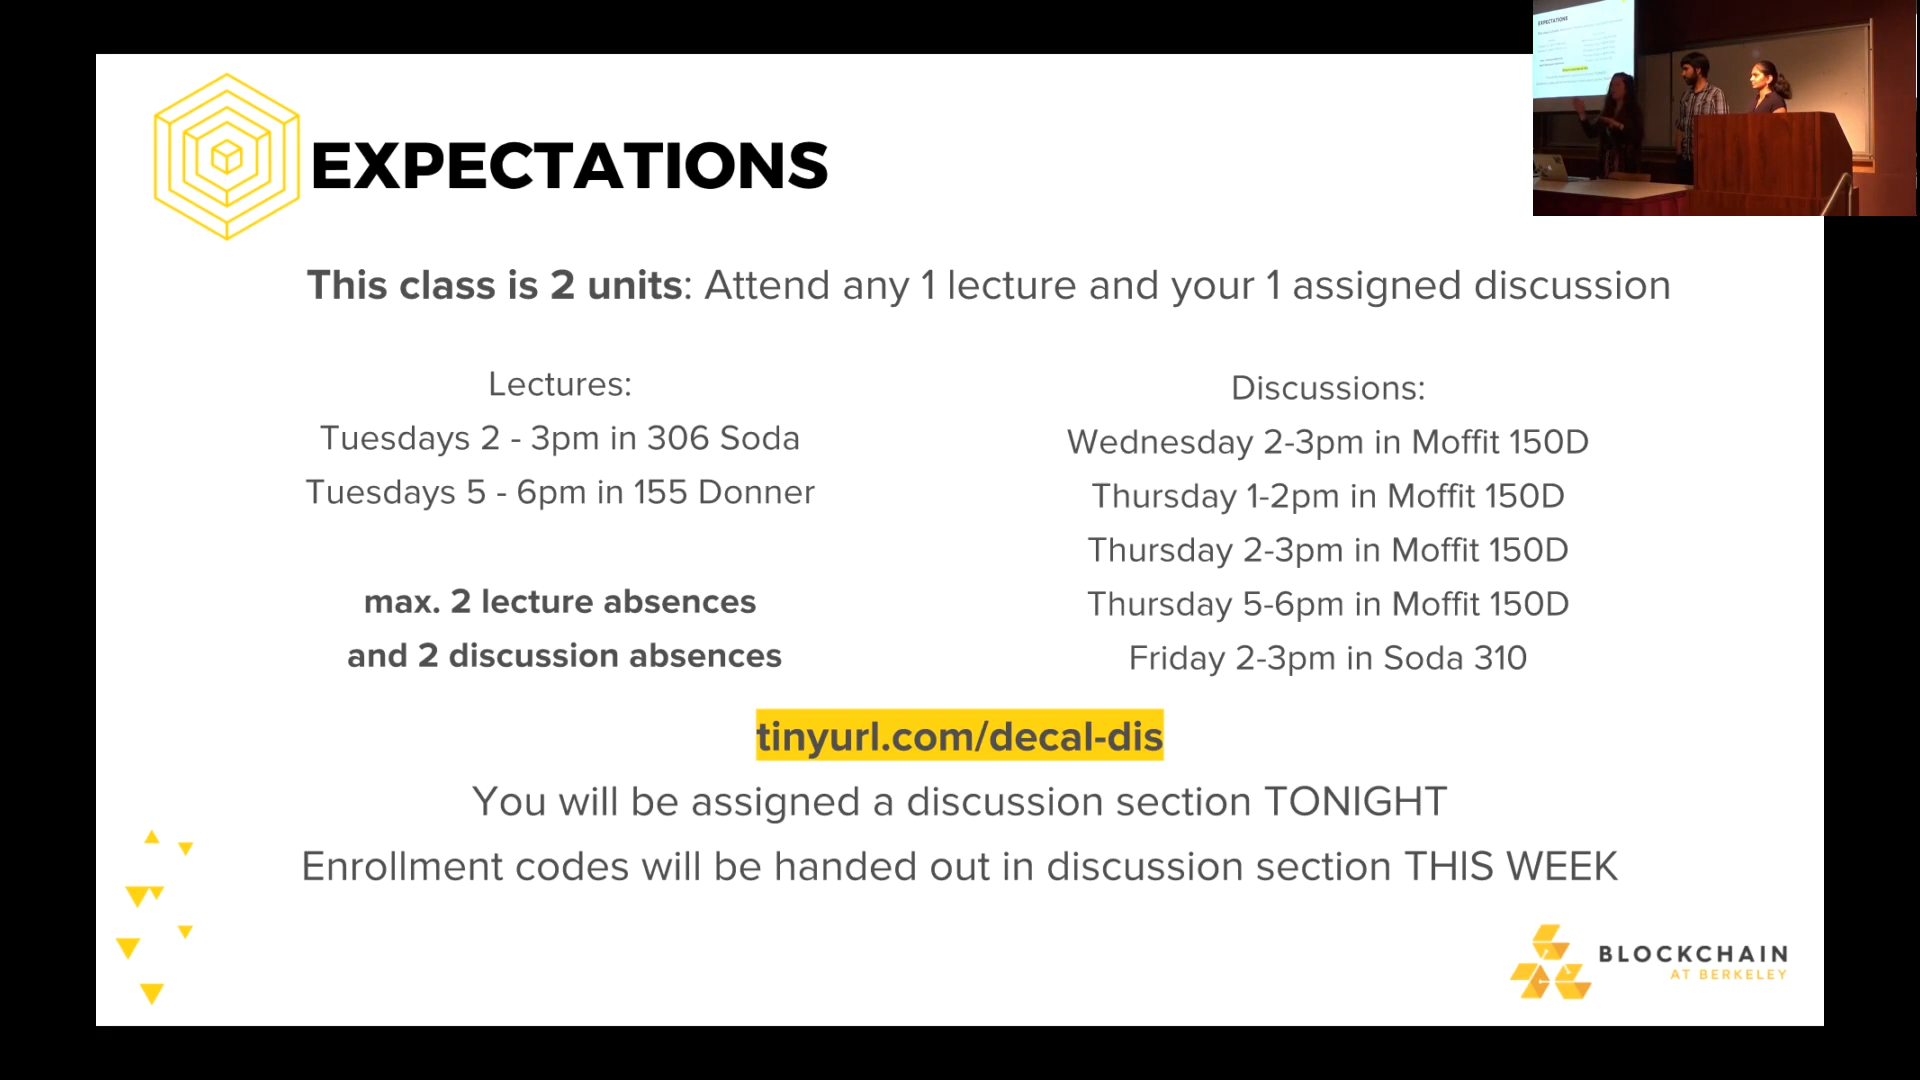 EXPECTATIONS
This class is 2 units: Attend any 1 lecture and your 1 assigned discussion
Lectures:
Tuesdays 2 - 3pm in 306 Soda
Tuesdays 5 - 6pm in 155 Donner
max. 2 lecture absences
and 2 discussion absences
Discussions:
Wednesday 2-3pm in Moffit 150D
Thursday 1-2pm in Moffit 150D
Thursday 2-3pm in Moffit 150D
Thursday 5-6pm in Moffit 150D
Friday 2-3pm in Soda 310
tinyurl.com/decal-dis
You will be assigned a discussion section TONIGHT
Enrollment codes will be handed out in discussion section THIS WEEK
BLOCKCHAIN
AT BERKELEY
EXPECTATIONS